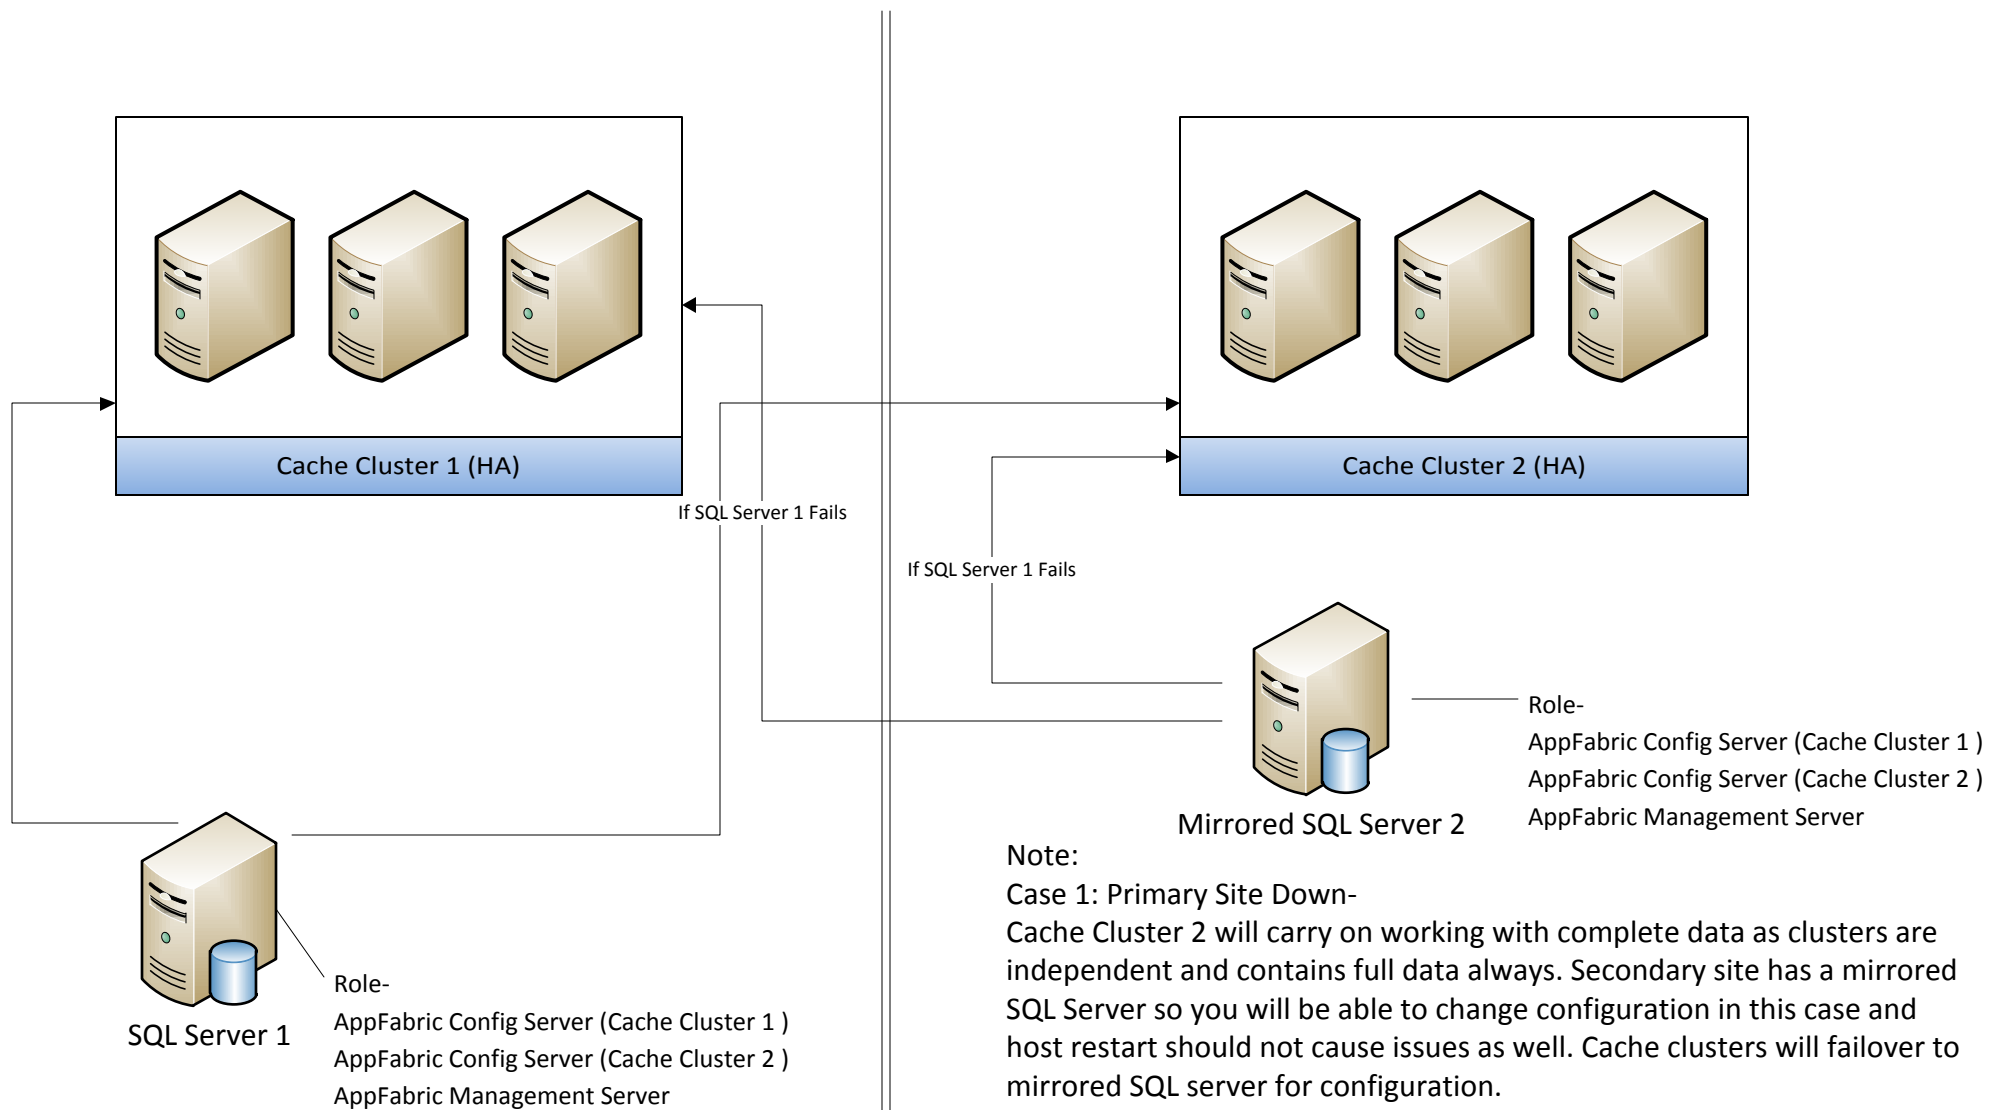 Cache Cluster 1 (HA)
Cache Cluster 2 (HA)
If SQL Server 1 Fails
If SQL Server 1 Fails
Role-
AppFabric Config Server (Cache Cluster 1 )
AppFabric Config Server (Cache Cluster 2 )
AppFabric Management Server
Mirrored SQL Server 2
Note:
Case 1: Primary Site Down-
Cache Cluster 2 will carry on working with complete data as clusters are
independent and contains full data always. Secondary site has a mirrored
SQL Server so you will be able to change configuration in this case and
host restart should not cause issues as well. Cache clusters will failover to
mirrored SQL server for configuration.
SQL Server 1
Role-
AppFabric Config Server (Cache Cluster 1 )
AppFabric Config Server (Cache Cluster 2 )
AppFabric Management Server